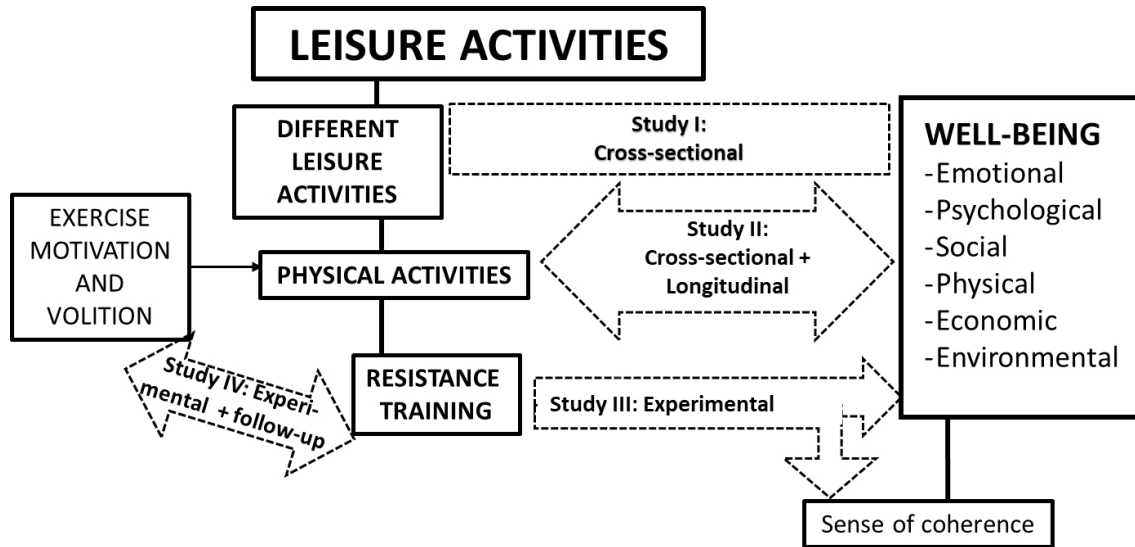 LEISURE ACTIVITIES
DIFFERENT
LEISURE
ACTIVITIES
Study I:
Cross-sectional
WELL-BEING
-Emotional
-Psychological
-Social
-Physical
-Economic
-Environmental
EXERCISE
MOTIVATION
AND
VOLITION
PHYSICAL ACTIVITIES
Study II:
Cross-sectional +
Longitudinal
Study IV: Experi-
mental + follow-up
RESISTANCE
TRAINING
Study III: Experimental
Sense of coherence